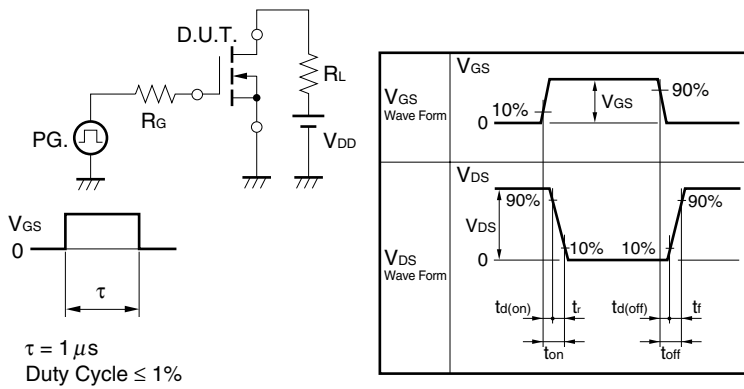 D.U.T.
RL
RG
PG.
VDD
VGS
0
τ
τ = 1 μs
Duty Cycle ≤ 1%
VGS
Wave Form
VGS
10%
VGS
90%
0
VDS
Wave Form
VDS
90%
VDS
10%
10%
90%
0
td(on)
tr
td(off)
tf
ton
toff